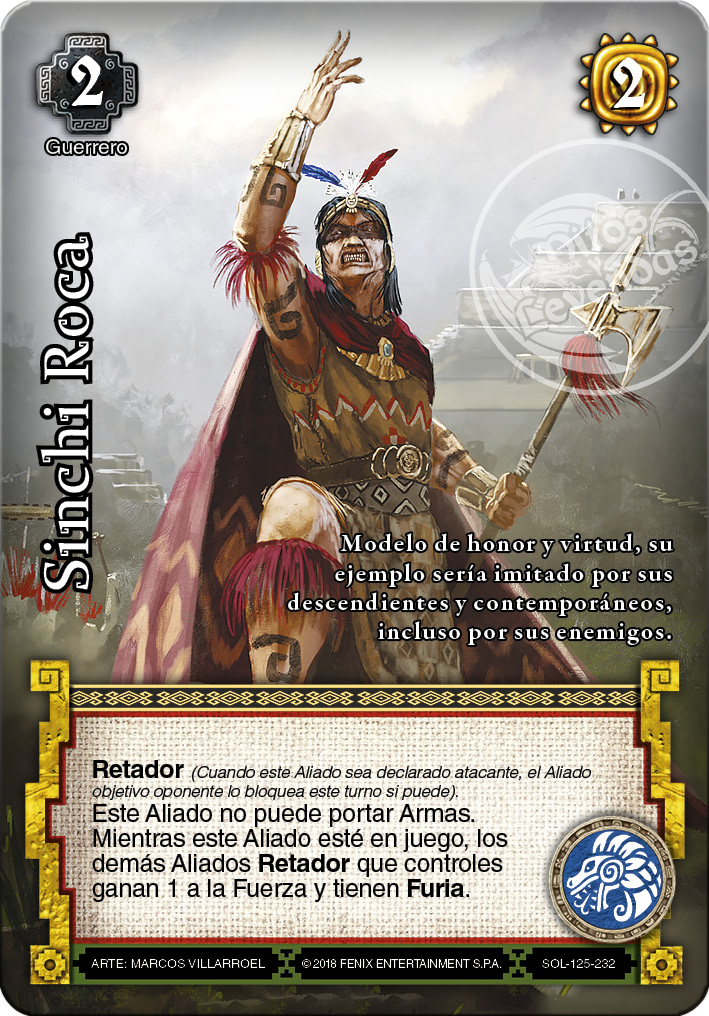 2
2
Guerrero
Mitos
y
Leyendas
Sinchi Roca
Modelo de honor y virtud, su
ejemplo sería imitado por sus
descendientes y contemporáneos,
incluso por sus enemigos.
Retador (Cuando este Aliado sea declarado atacante, el Aliado
objetivo oponente lo bloquea este turno si puede).
Este Aliado no puede portar Armas.
Mientras este Aliado esté en juego, los
demás Aliados Retador que controles
ganan 1 a la Fuerza y tienen Furia.
ARTE: MARCOS VILLARROEL
©2018 FENIX ENTERTAINMENT S.P.A.
SOL-125-232